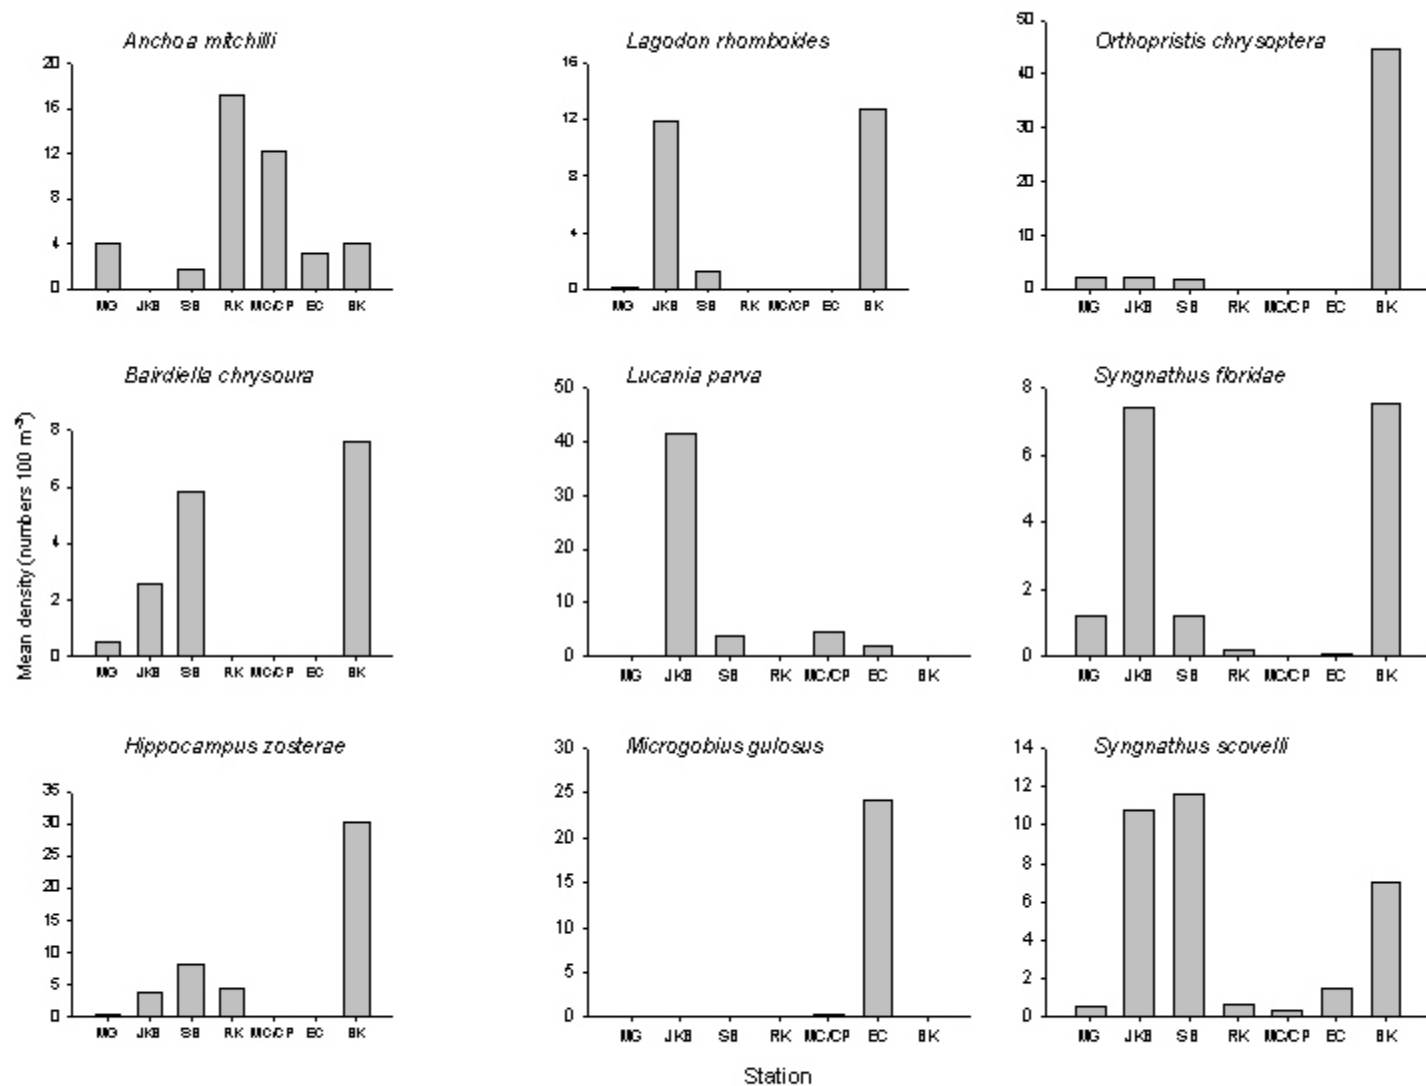 Mean density (numbers 100 m⁻³)
Anchoa mitchilli
20
16
12
8
4
0
MG JKB SB RK MC/CP EC BK
Lagodon rhomboides
16
12
8
4
0
MG JKB SB RK MC/CP EC BK
Orthopristis chrysoptera
50
40
30
20
10
0
MG JKB SB RK MC/CP EC BK
Bairdiella chrysoura
8
6
4
2
0
MG JKB SB RK MC/CP EC BK
Lucania parva
50
40
30
20
10
0
MG JKB SB RK MC/CP EC BK
Syngnathus floridae
8
6
4
2
0
MG JKB SB RK MC/CP EC BK
Hippocampus zosterae
35
30
25
20
15
10
5
0
MG JKB SB RK MC/CP EC BK
Microgobius gulosus
30
25
20
15
10
5
0
MG JKB SB RK MC/CP EC BK
Syngnathus scovelli
14
12
10
8
6
4
2
0
MG JKB SB RK MC/CP EC BK
Station